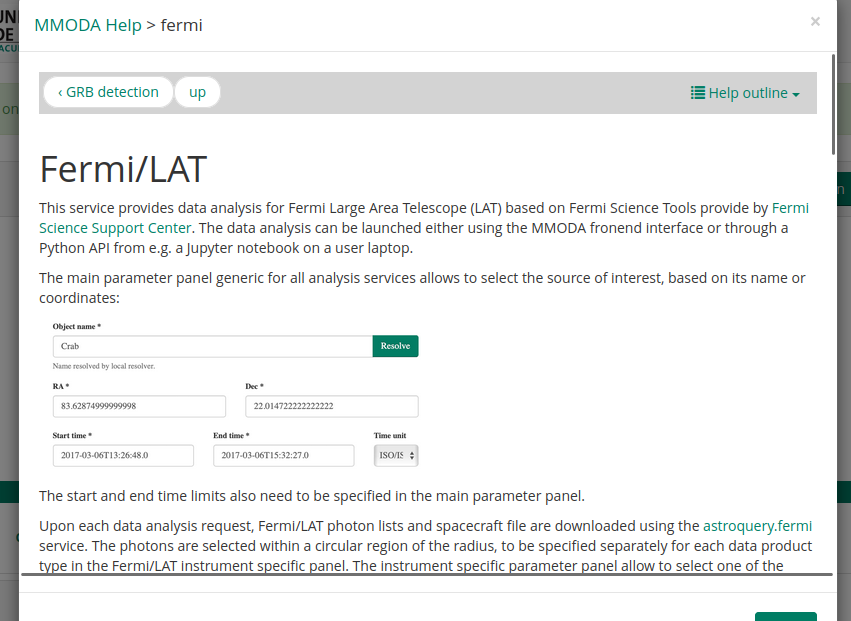 MMODA Help > fermi
×
‹ GRB detection
up
Help outline
Fermi/LAT
This service provides data analysis for Fermi Large Area Telescope (LAT) based on Fermi Science Tools provide by Fermi
Science Support Center. The data analysis can be launched either using the MMODA fronend interface or through a
Python API from e.g. a Jupyter notebook on a user laptop.
The main parameter panel generic for all analysis services allows to select the source of interest, based on its name or
coordinates:
Object name *
Crab
Resolve
Name resolved by local resolver.
RA *
Dec *
83.62874999999998
22.014722222222222
Start time *
End time *
Time unit
2017-03-06T13:26:48.0
2017-03-06T15:32:27.0
ISO/IS
The start and end time limits also need to be specified in the main parameter panel.
Upon each data analysis request, Fermi/LAT photon lists and spacecraft file are downloaded using the astroquery.fermi
service. The photons are selected within a circular region of the radius, to be specified separately for each data product
type in the Fermi/LAT instrument specific panel. The instrument specific parameter panel allow to select one of the